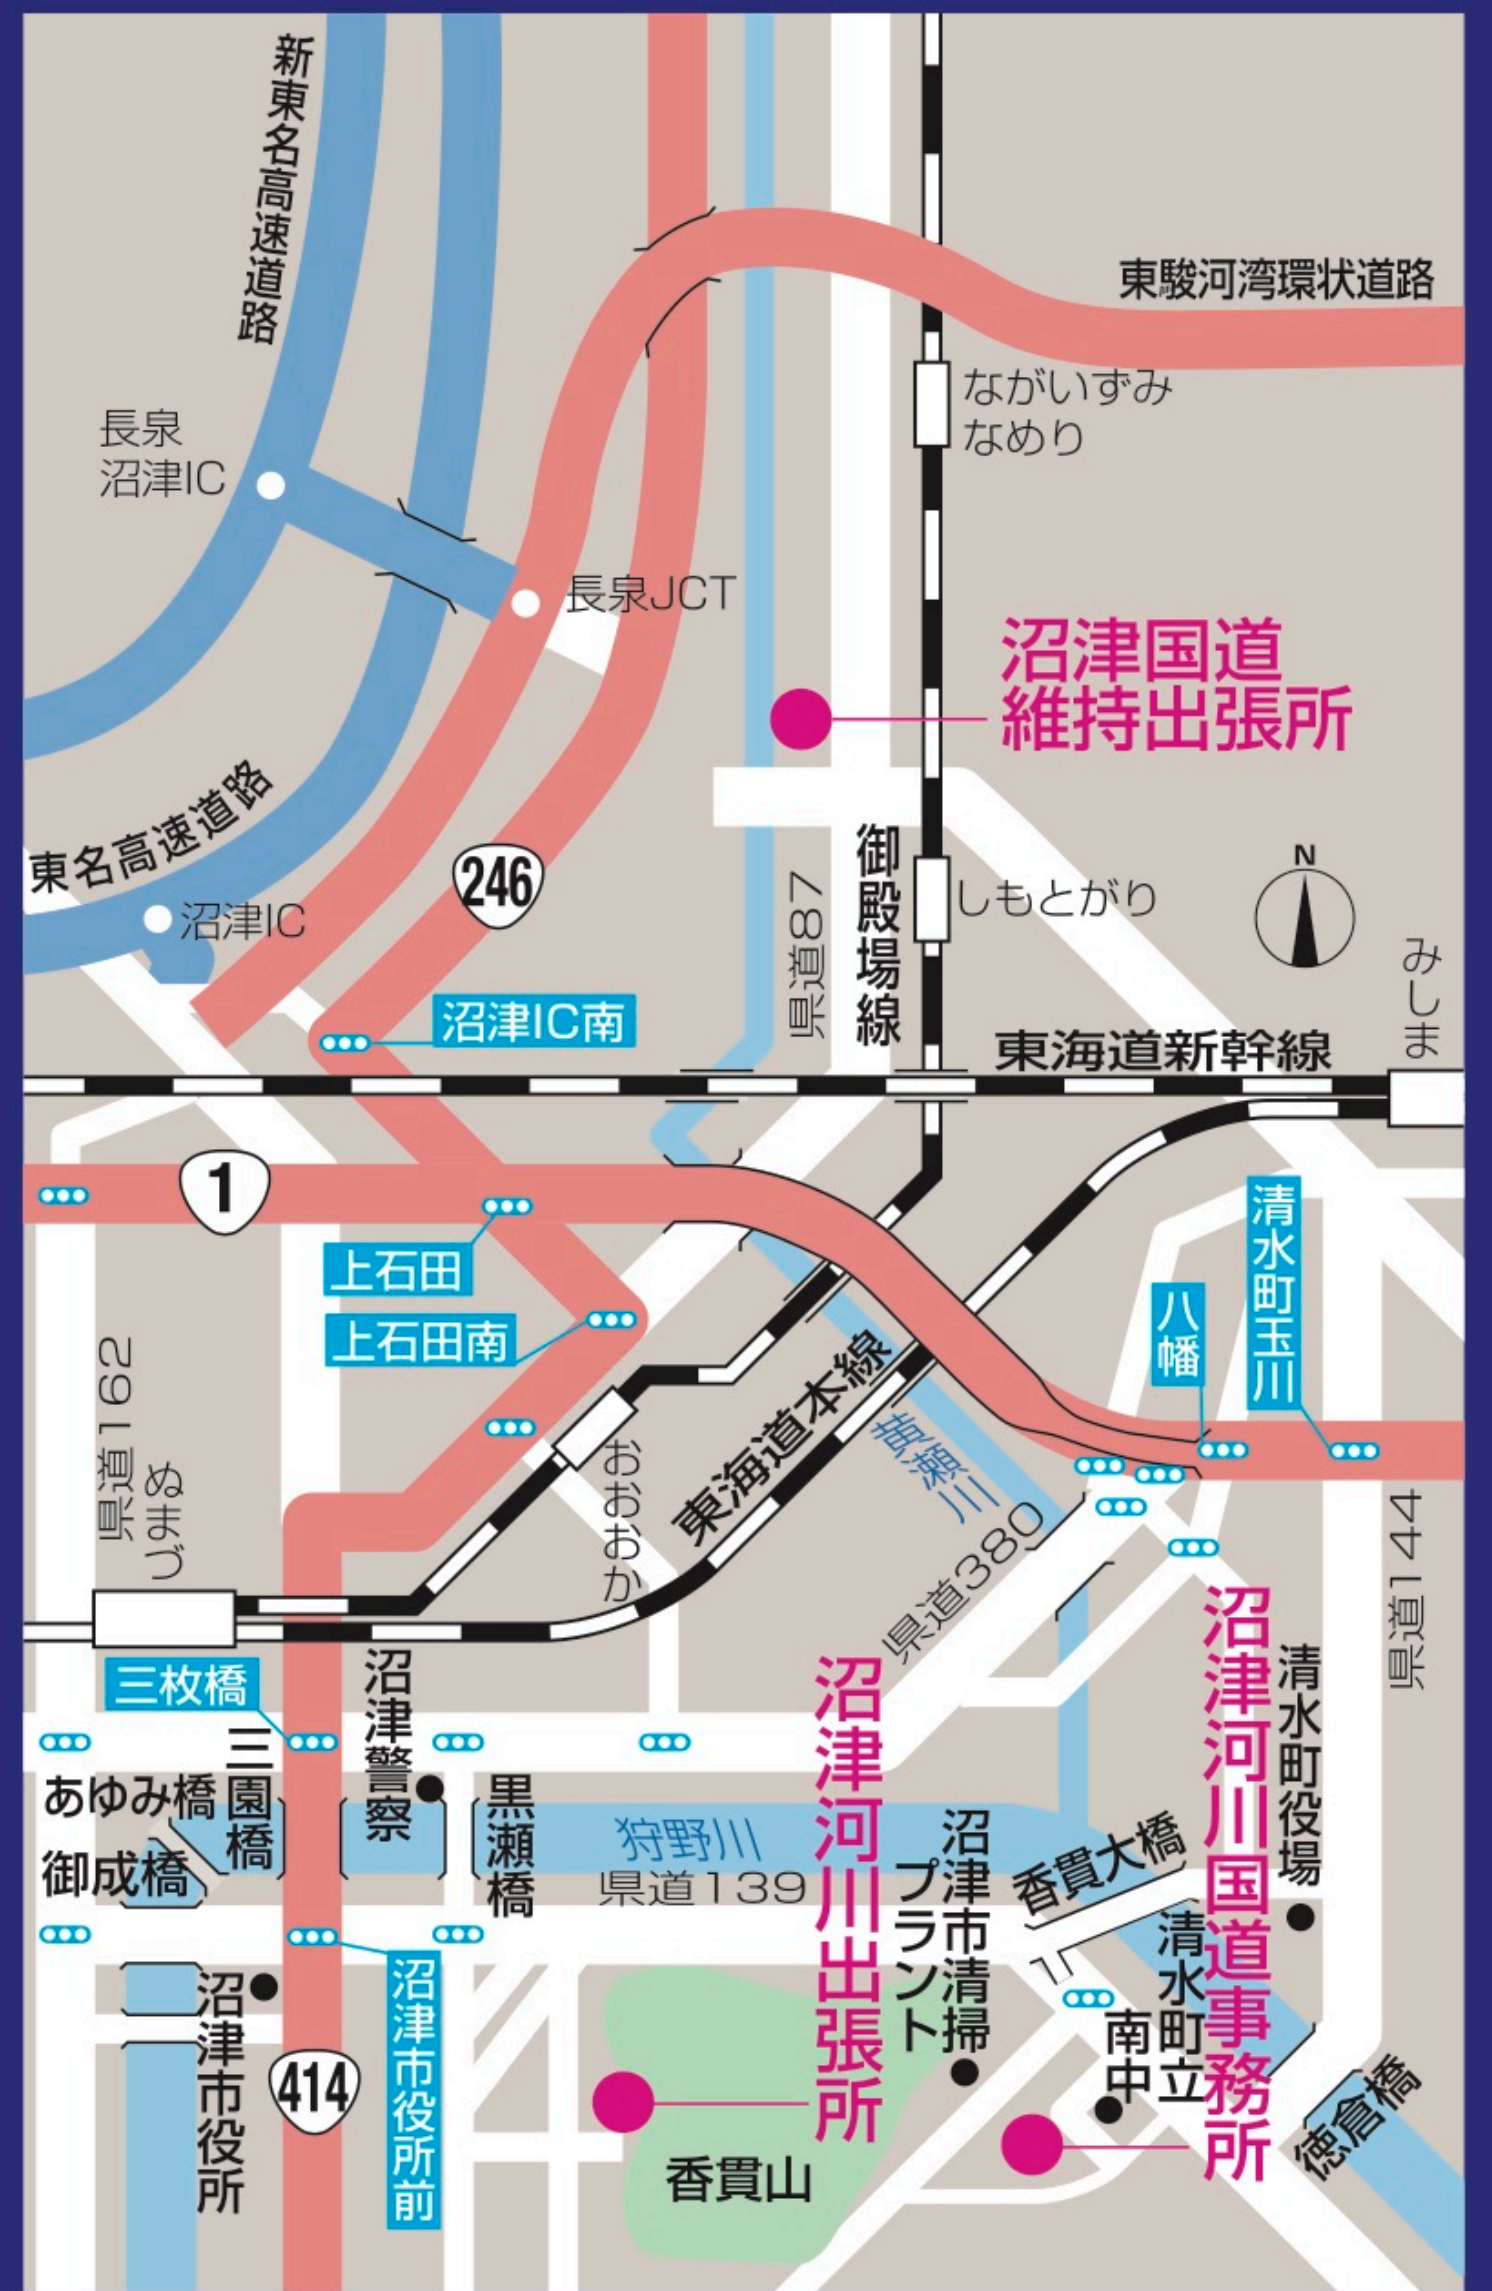 新東名高速道路
東駿河湾環状道路
ながいずみ
なめり
長泉
沼津IC
長泉JCT
沼津国道
維持出張所
東名高速道路
246
沼津IC
県道87
御殿場線
しもとがり
N
みしま
沼津IC南
東海道新幹線
1
上石田
上石田南
清水町玉川
八幡
県道162
ぬまづ
おおおか
東海道本線
黄瀬川
県道380
県道144
三枚橋
沼津警察
三園橋
あゆみ橋
御成橋
黒瀬橋
狩野川
県道139
沼津河川出張所
沼津市清掃
プラント
香貫大橋
沼津河川国道事務所
清水町役場
清水町立
南中
徳倉橋
沼津市役所
414
沼津市役所前
香貫山